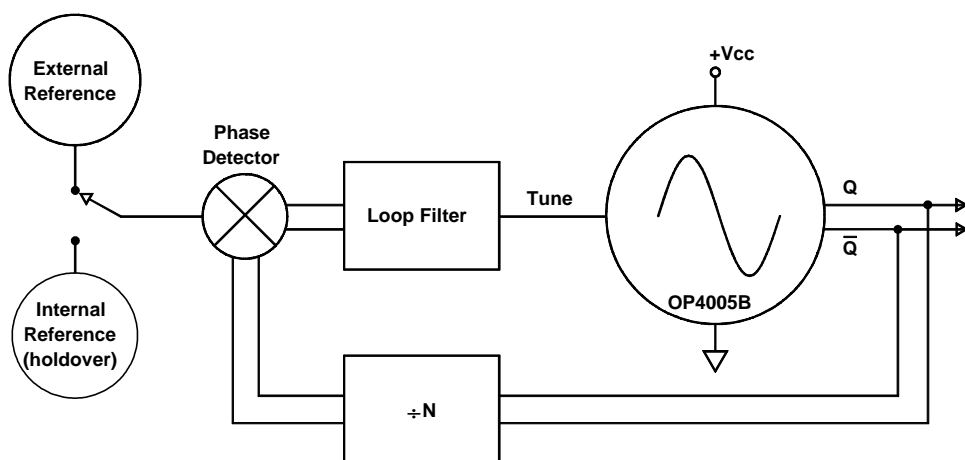 +Vcc
External
Reference
Phase
Detector
Loop Filter
Tune
Q
Q̅
OP4005B
Internal
Reference
(holdover)
÷N